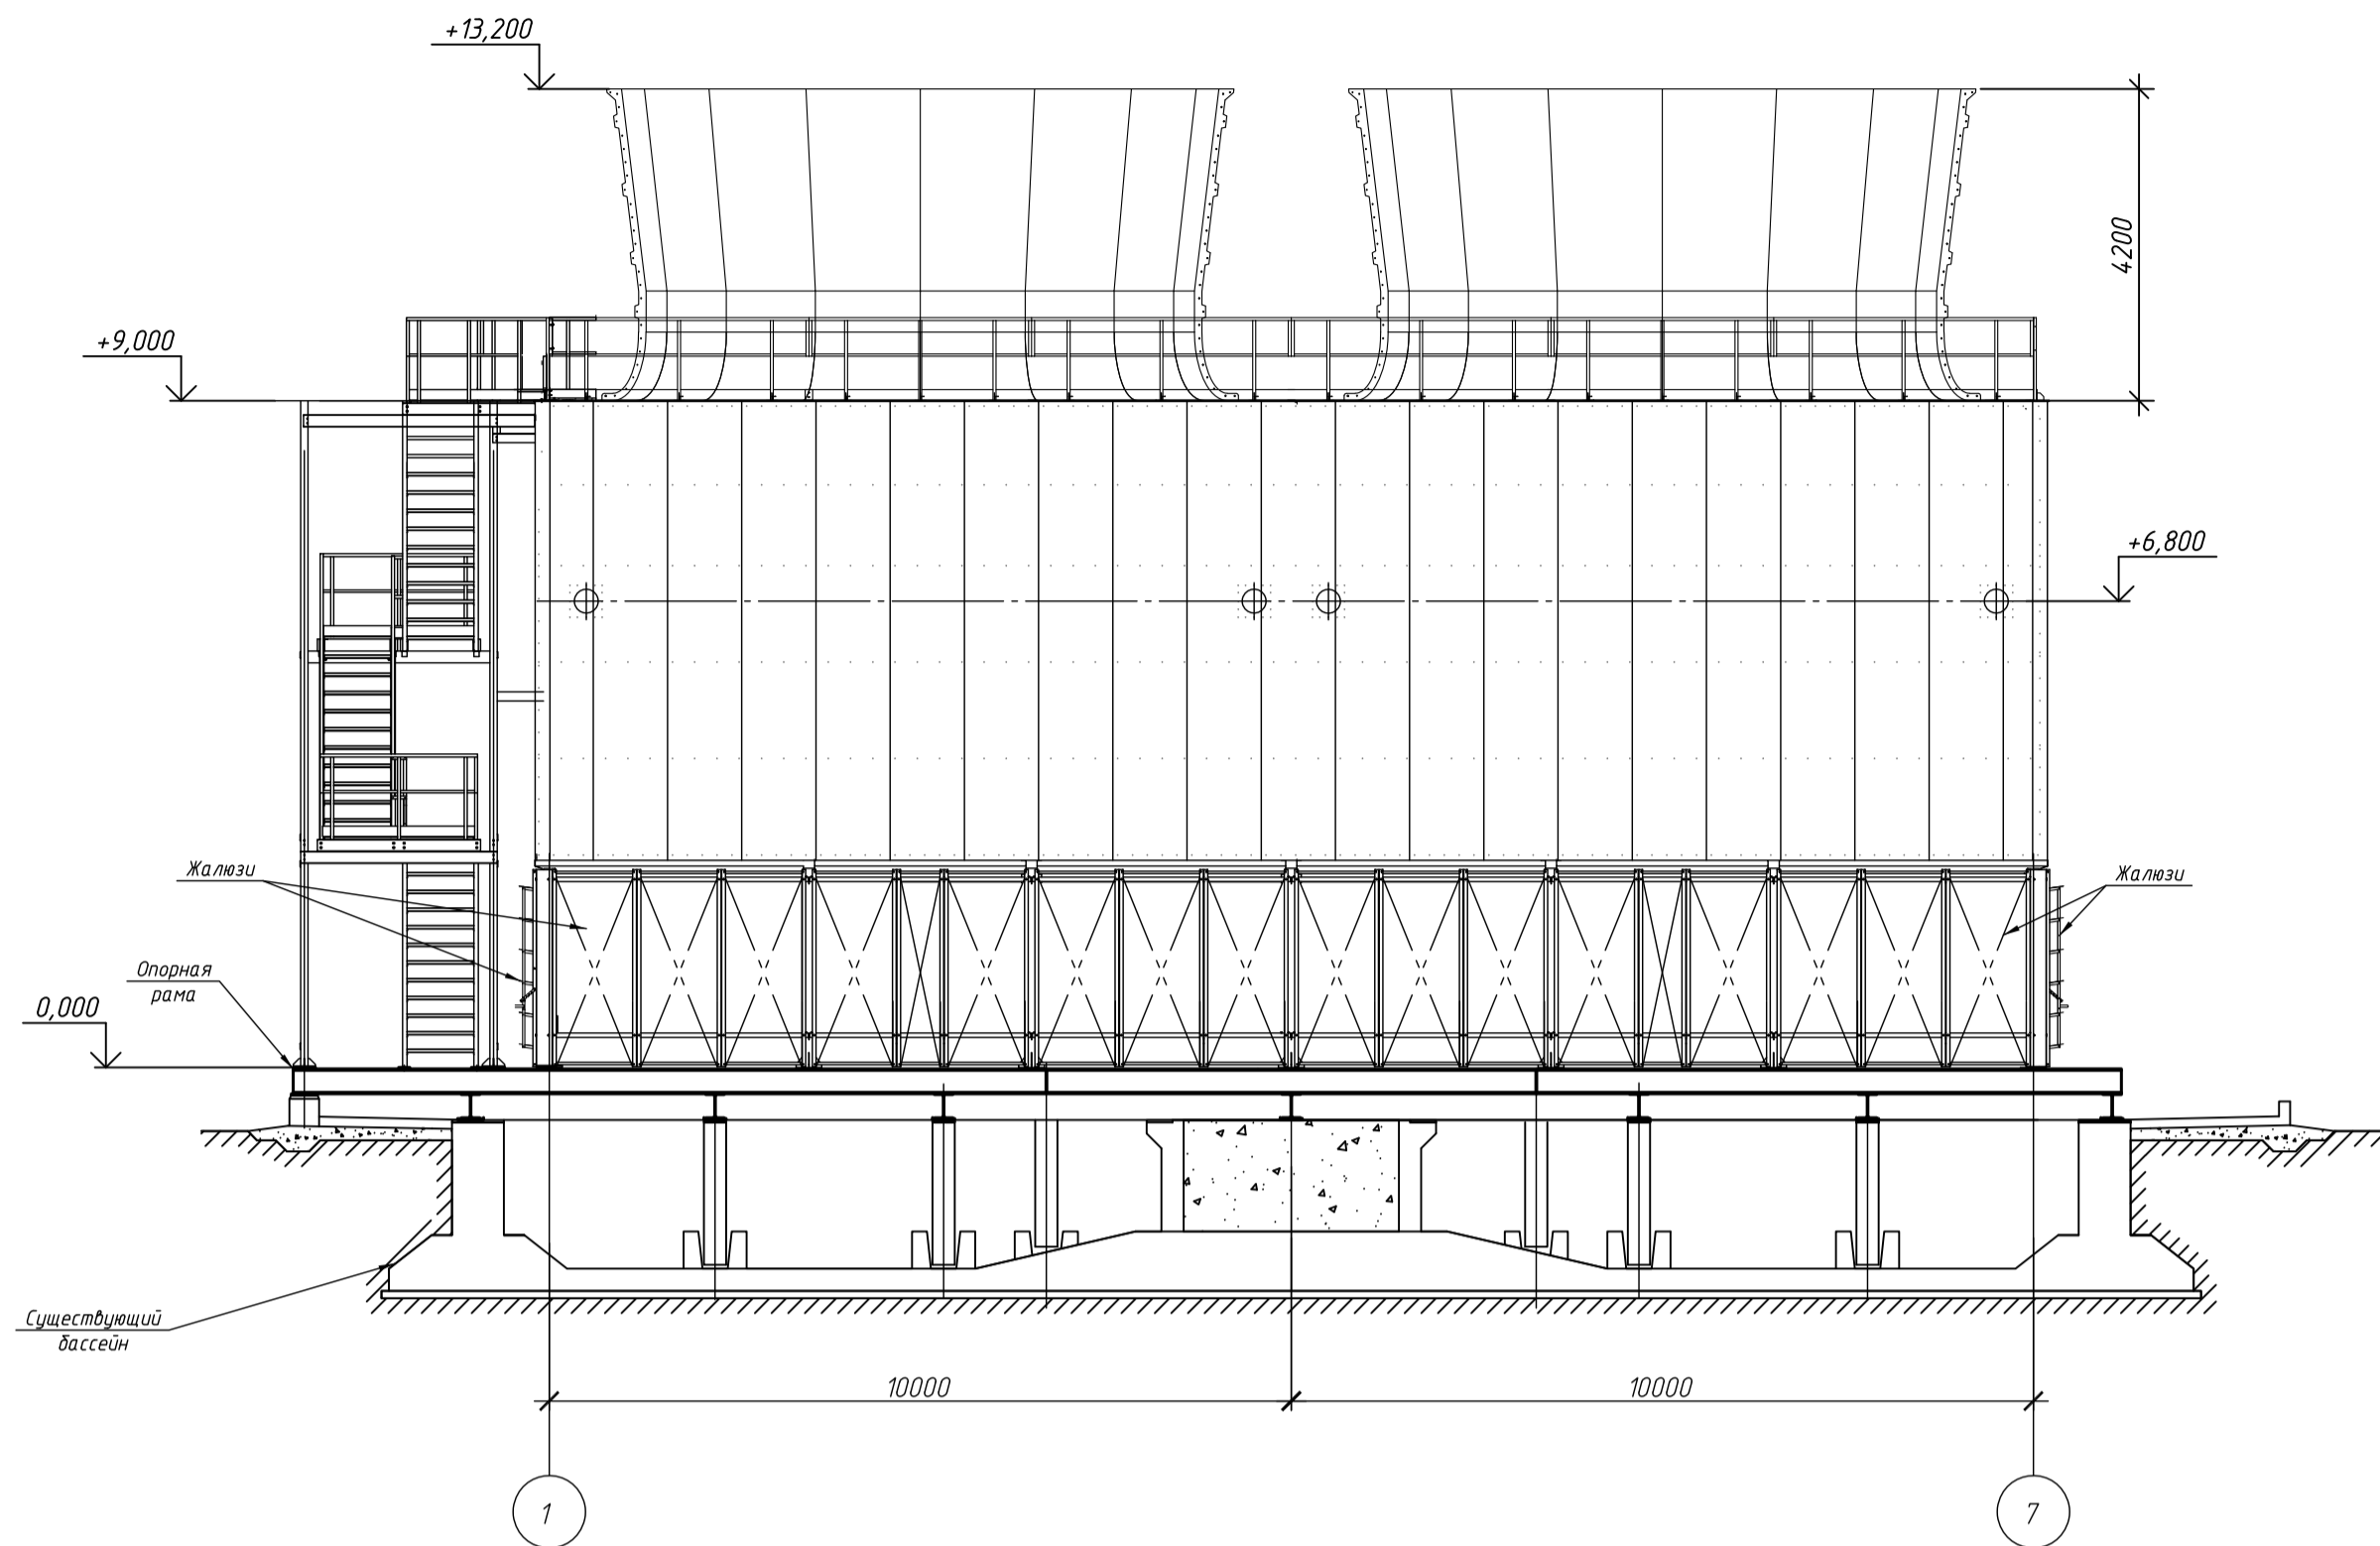 +13,200
4200
+9,000
+6,800
Жалюзи
Жалюзи
Опорная
рама
0,000
Существующий
бассейн
10000
10000
1
7